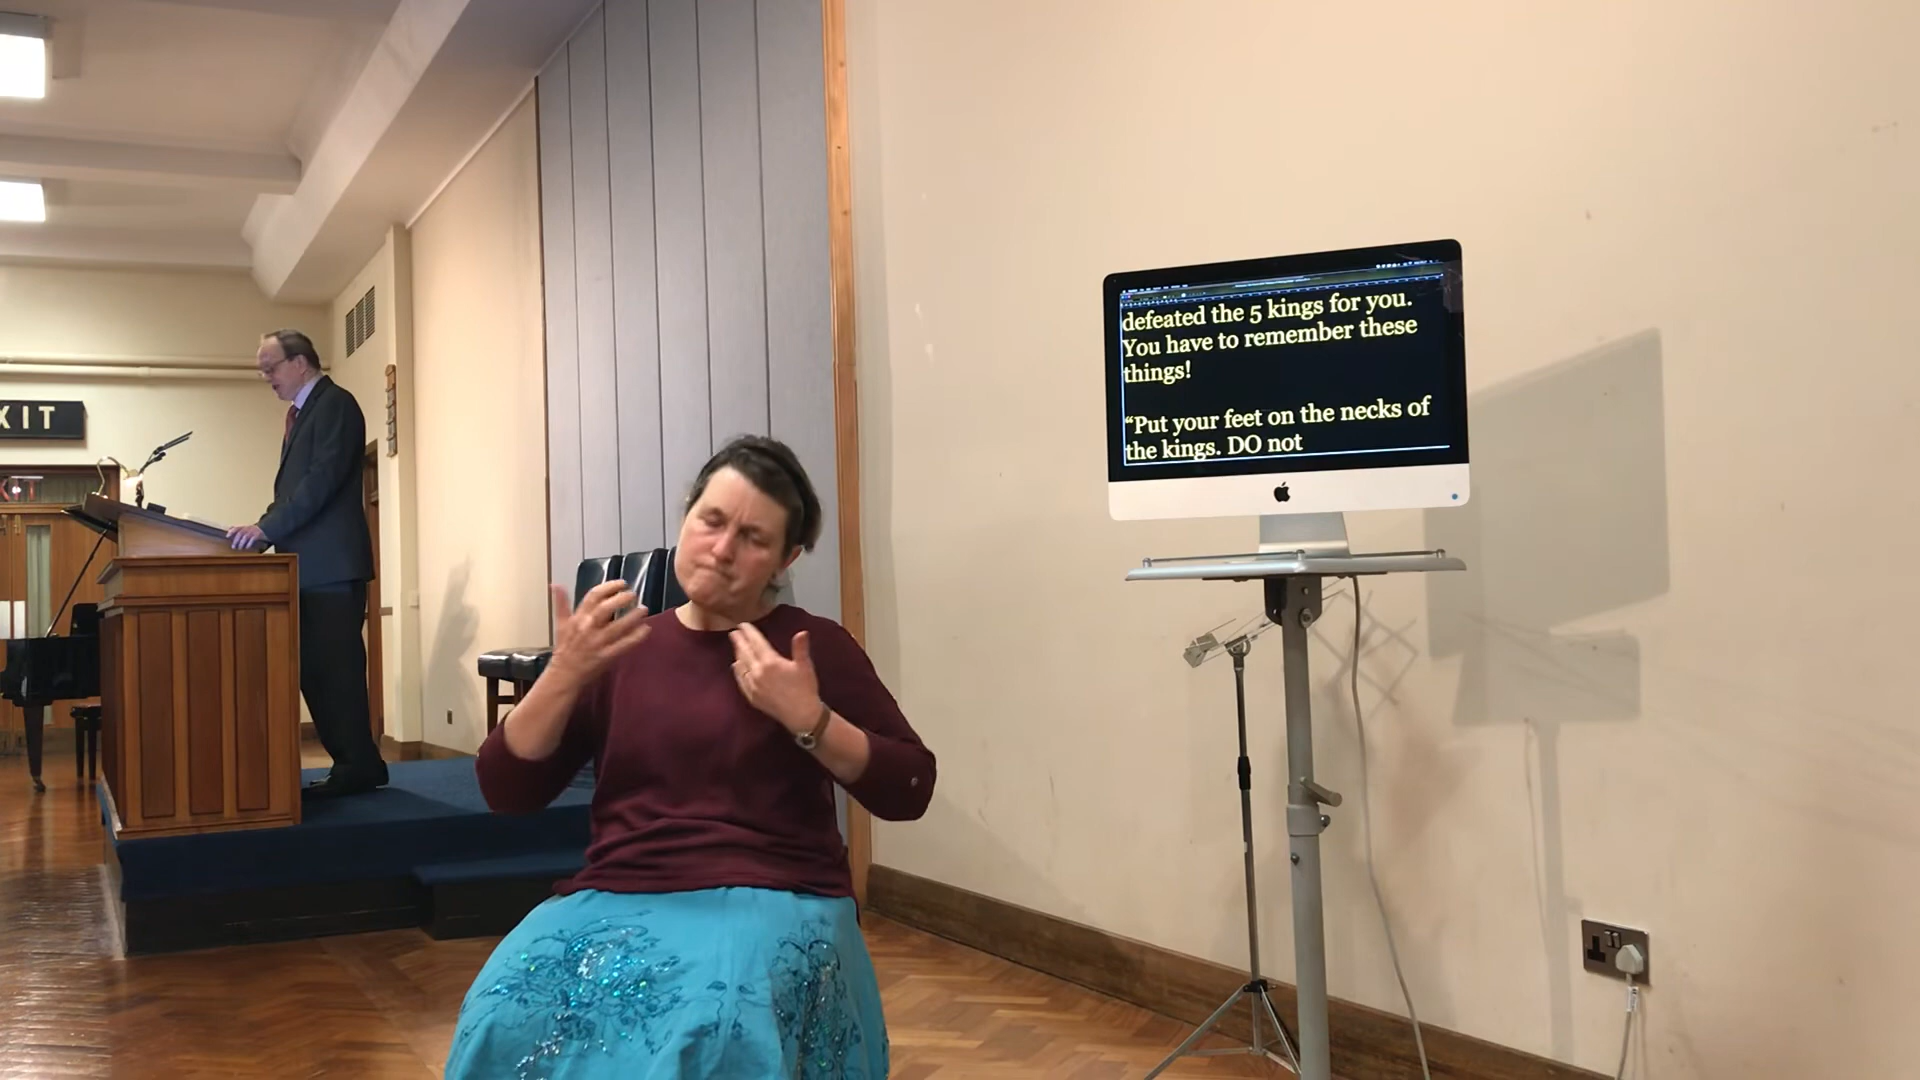 EXIT
defeated the 5 kings for you.
You have to remember these
things!
“Put your feet on the necks of
the kings. DO not